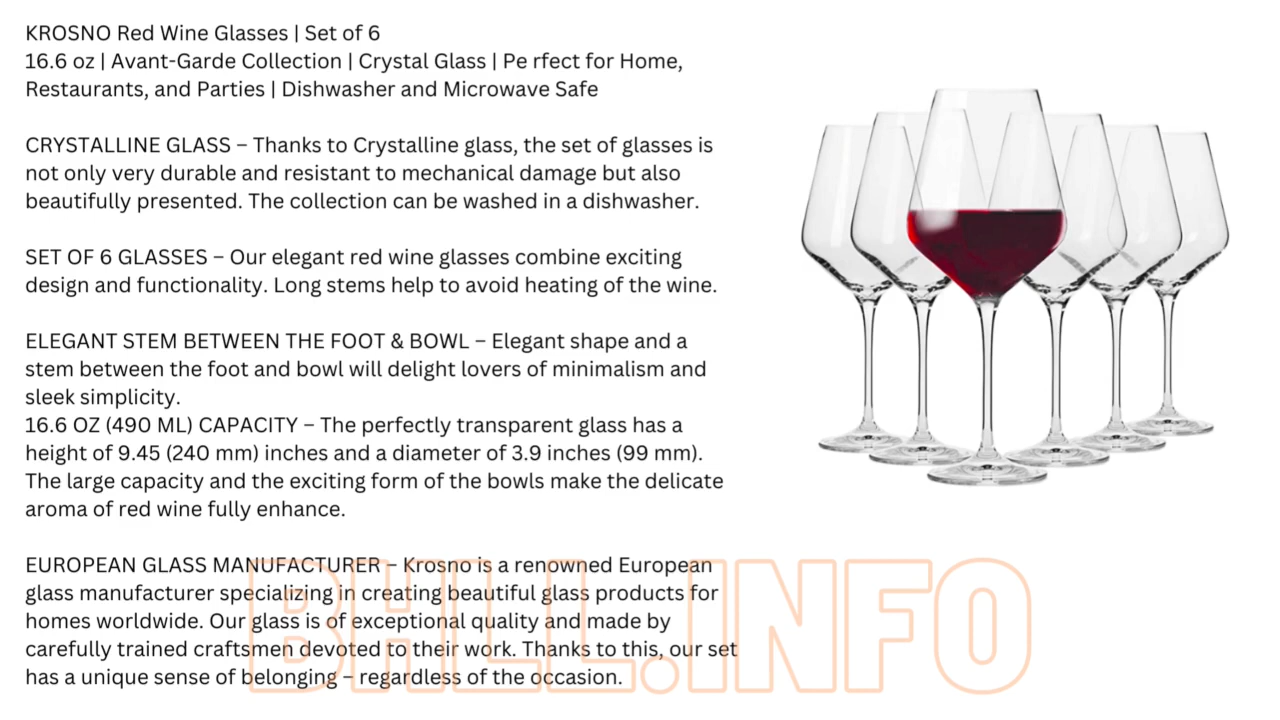 KROSNO Red Wine Glasses | Set of 6
16.6 oz | Avant-Garde Collection | Crystal Glass | Pe rfect for Home,
Restaurants, and Parties | Dishwasher and Microwave Safe
CRYSTALLINE GLASS – Thanks to Crystalline glass, the set of glasses is
not only very durable and resistant to mechanical damage but also
beautifully presented. The collection can be washed in a dishwasher.
SET OF 6 GLASSES – Our elegant red wine glasses combine exciting
design and functionality. Long stems help to avoid heating of the wine.
ELEGANT STEM BETWEEN THE FOOT & BOWL – Elegant shape and a
stem between the foot and bowl will delight lovers of minimalism and
sleek simplicity.
16.6 OZ (490 ML) CAPACITY – The perfectly transparent glass has a
height of 9.45 (240 mm) inches and a diameter of 3.9 inches (99 mm).
The large capacity and the exciting form of the bowls make the delicate
aroma of red wine fully enhance.
EUROPEAN GLASS MANUFACTURER – Krosno is a renowned European
glass manufacturer specializing in creating beautiful glass products for
homes worldwide. Our glass is of exceptional quality and made by
carefully trained craftsmen devoted to their work. Thanks to this, our set
has a unique sense of belonging – regardless of the occasion.
BHLL.INFO